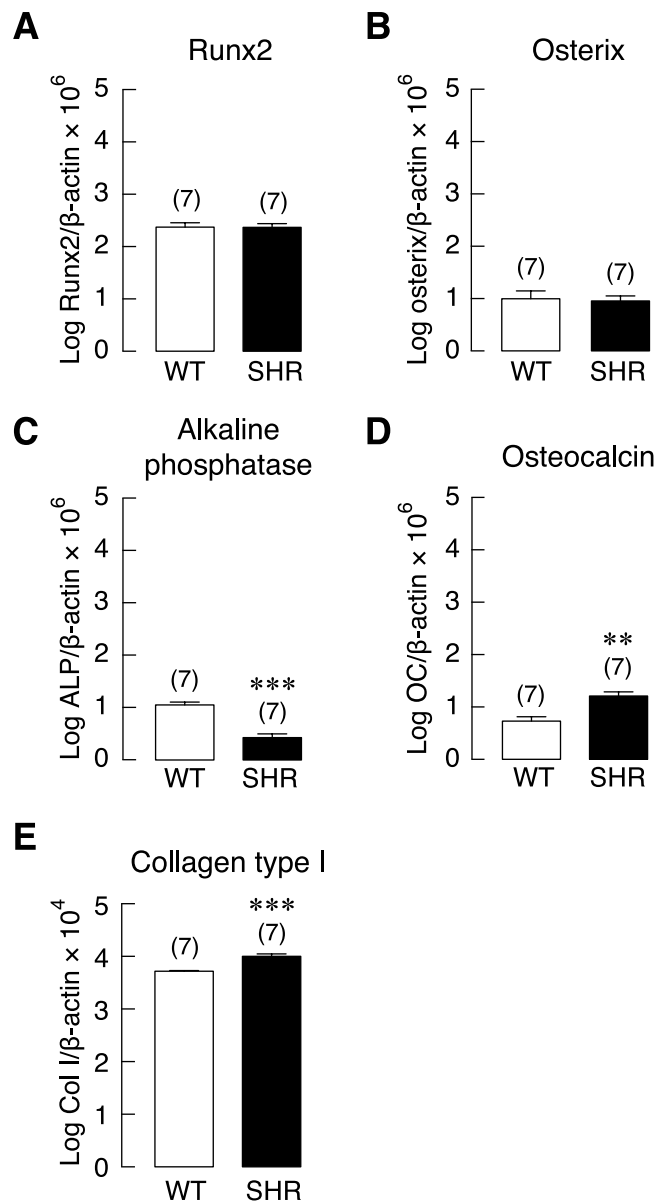 A
Runx2
Log Runx2/β-actin × 10⁶
5
4
3
2
1
0
(7)
(7)
WT
SHR
B
Osterix
Log osterix/β-actin × 10⁶
5
4
3
2
1
0
(7)
(7)
WT
SHR
C
Alkaline
phosphatase
Log ALP/β-actin × 10⁶
5
4
3
2
1
0
(7)
***
(7)
WT
SHR
D
Osteocalcin
Log OC/β-actin × 10⁶
5
4
3
2
1
0
(7)
**
(7)
WT
SHR
E
Collagen type I
Log Col I/β-actin × 10⁴
5
4
3
2
1
0
(7)
***
(7)
WT
SHR